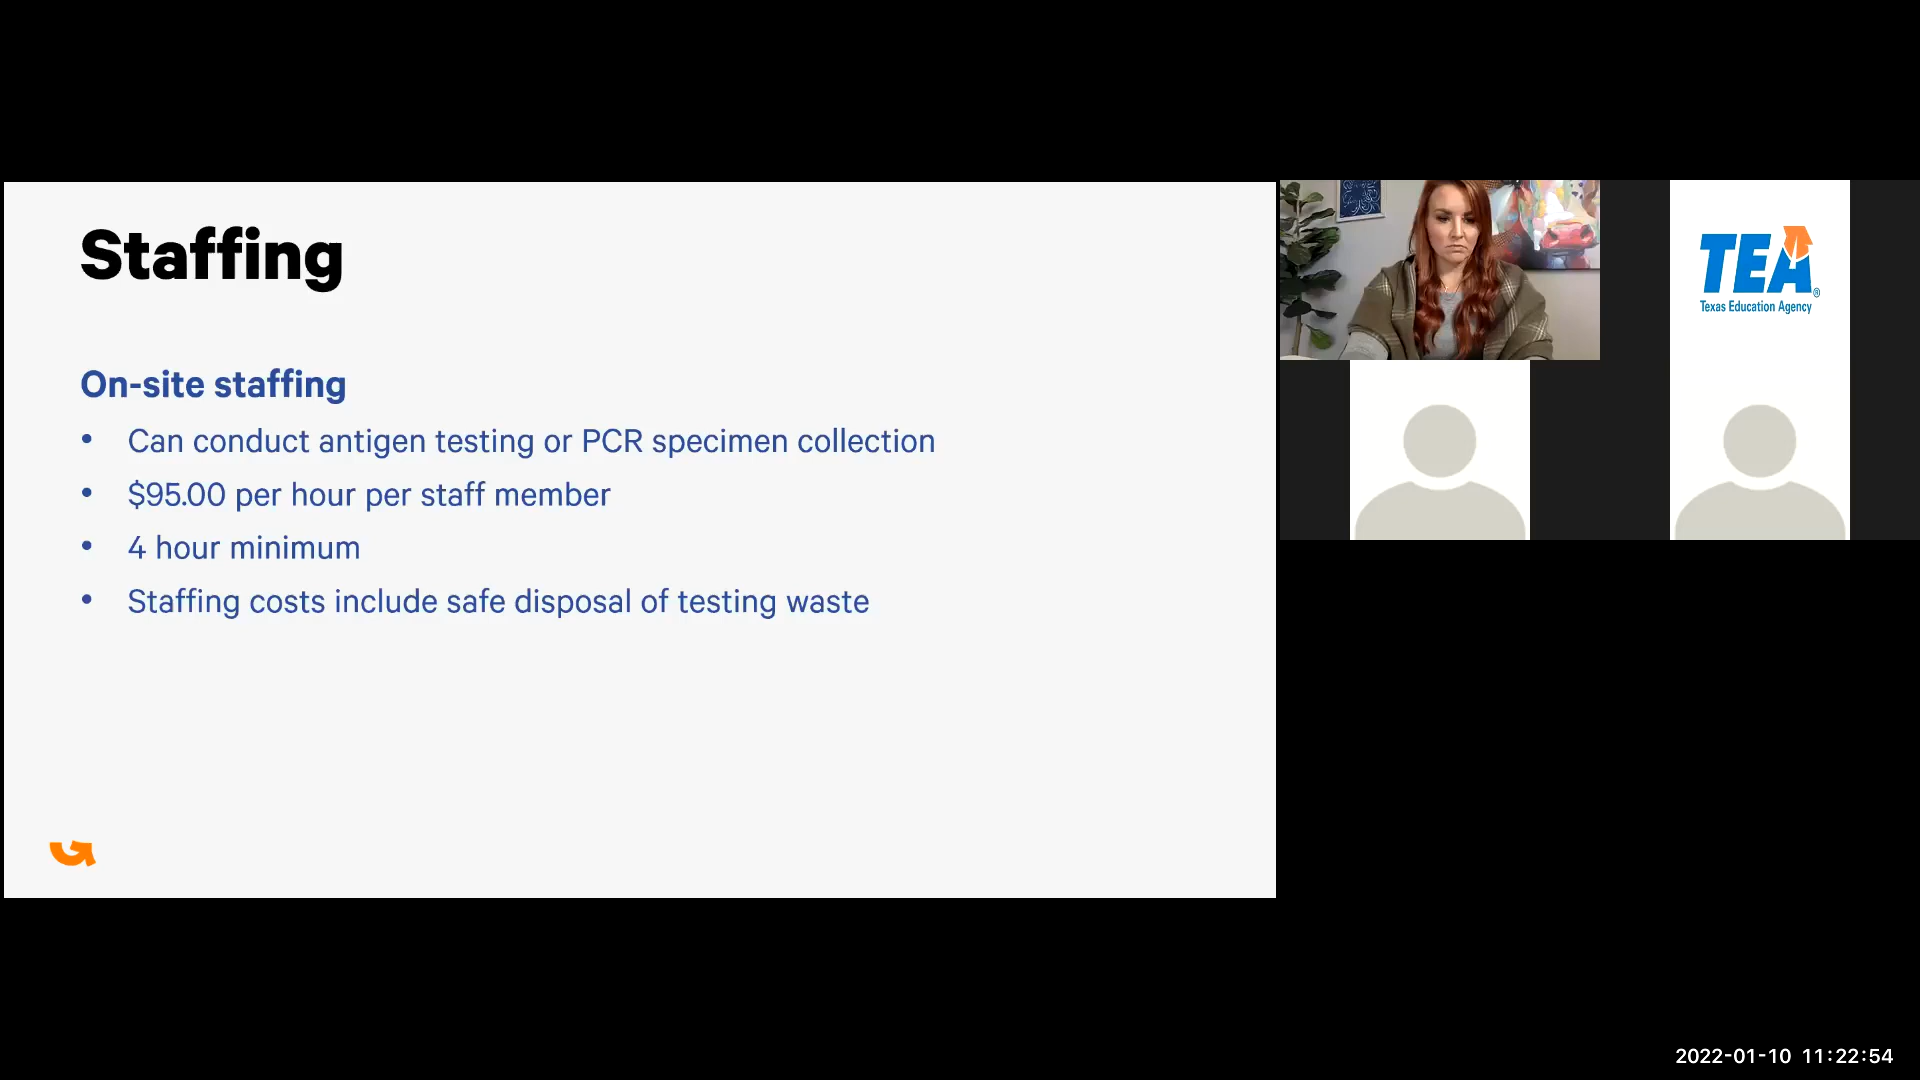 Staffing
On-site staffing
• Can conduct antigen testing or PCR specimen collection
• $95.00 per hour per staff member
• 4 hour minimum
• Staffing costs include safe disposal of testing waste
TEA®
Texas Education Agency
2022-01-10 11:22:54